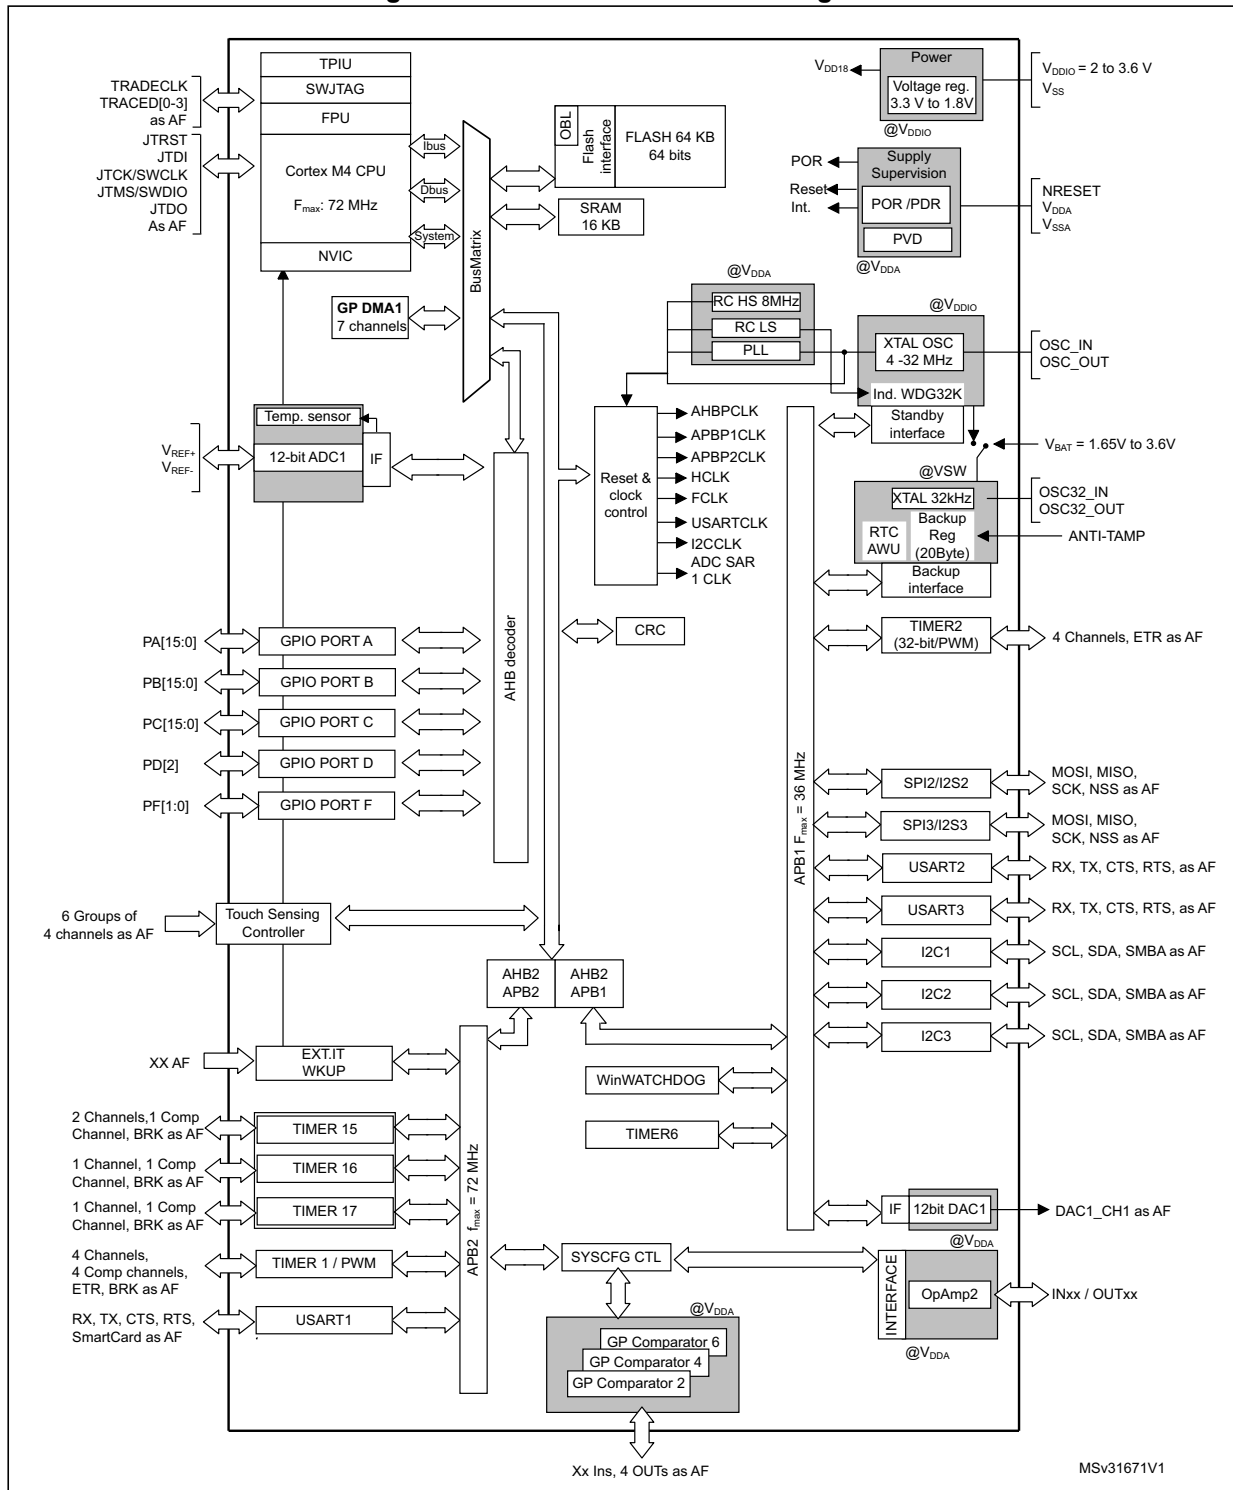 TPIU
SWJTAG
FPU
Cortex M4 CPU
Fmax: 72 MHz
NVIC
TRADECLK
TRACED[0-3]
as AF
JTRST
JTDI
JTCK/SWCLK
JTMS/SWDIO
JTDO
As AF
Ibus
Dbus
System
BusMatrix
OBL
Flash
interface
FLASH 64 KB
64 bits
SRAM
16 KB
GP DMA1
7 channels
VDD18
Power
Voltage reg.
3.3 V to 1.8V
@VDDIO
VDDIO = 2 to 3.6 V
VSS
POR
Reset
Int.
Supply
Supervision
POR /PDR
PVD
@VDDA
NRESET
VDDA
VSSA
@VDDA
RC HS 8MHz
RC LS
PLL
@VDDIO
XTAL OSC
4 -32 MHz
Ind. WDG32K
Standby
interface
OSC_IN
OSC_OUT
VBAT = 1.65V to 3.6V
@VSW
XTAL 32kHz
RTC
AWU
Backup
Reg
(20Byte)
Backup
interface
OSC32_IN
OSC32_OUT
ANTI-TAMP
Temp. sensor
12-bit ADC1
IF
VREF+
VREF-
Reset &
clock
control
AHBPCLK
APBP1CLK
APBP2CLK
HCLK
FCLK
USARTCLK
I2CCLK
ADC SAR
1 CLK
CRC
AHB decoder
PA[15:0]
GPIO PORT A
PB[15:0]
GPIO PORT B
PC[15:0]
GPIO PORT C
PD[2]
GPIO PORT D
PF[1:0]
GPIO PORT F
6 Groups of
4 channels as AF
Touch Sensing
Controller
AHB2
APB2
AHB2
APB1
APB1 Fmax = 36 MHz
TIMER2
(32-bit/PWM)
4 Channels, ETR as AF
SPI2/I2S2
MOSI, MISO,
SCK, NSS as AF
SPI3/I2S3
MOSI, MISO,
SCK, NSS as AF
USART2
RX, TX, CTS, RTS, as AF
USART3
RX, TX, CTS, RTS, as AF
I2C1
SCL, SDA, SMBA as AF
I2C2
SCL, SDA, SMBA as AF
I2C3
SCL, SDA, SMBA as AF
WinWATCHDOG
TIMER6
XX AF
EXT.IT
WKUP
2 Channels,1 Comp
Channel, BRK as AF
TIMER 15
1 Channel, 1 Comp
Channel, BRK as AF
TIMER 16
1 Channel, 1 Comp
Channel, BRK as AF
TIMER 17
4 Channels,
4 Comp channels,
ETR, BRK as AF
TIMER 1 / PWM
RX, TX, CTS, RTS,
SmartCard as AF
USART1
APB2 fmax = 72 MHz
SYSCFG CTL
IF
12bit DAC1
DAC1_CH1 as AF
@VDDA
INTERFACE
OpAmp2
INxx / OUTxx
@VDDA
@VDDA
GP Comparator 6
GP Comparator 4
GP Comparator 2
Xx Ins, 4 OUTs as AF
MSv31671V1